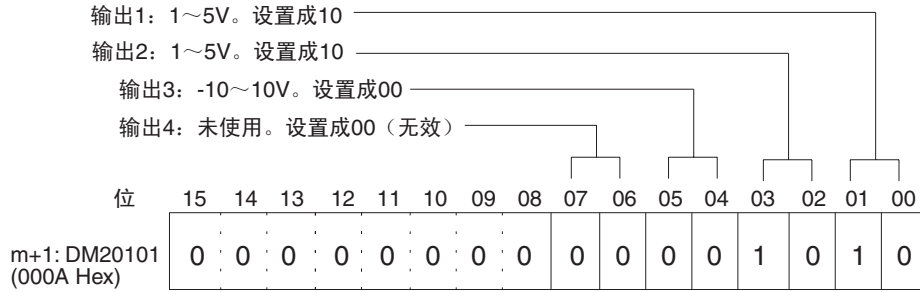 输出1：1～5V。设置成10
输出2：1～5V。设置成10
输出3：-10～10V。设置成00
输出4：未使用。设置成00（无效）
位 15 14 13 12 11 10 09 08 07 06 05 04 03 02 01 00
m+1: DM20101 0 0 0 0 0 0 0 0 0 0 0 0 1 0 1 0
(000A Hex)